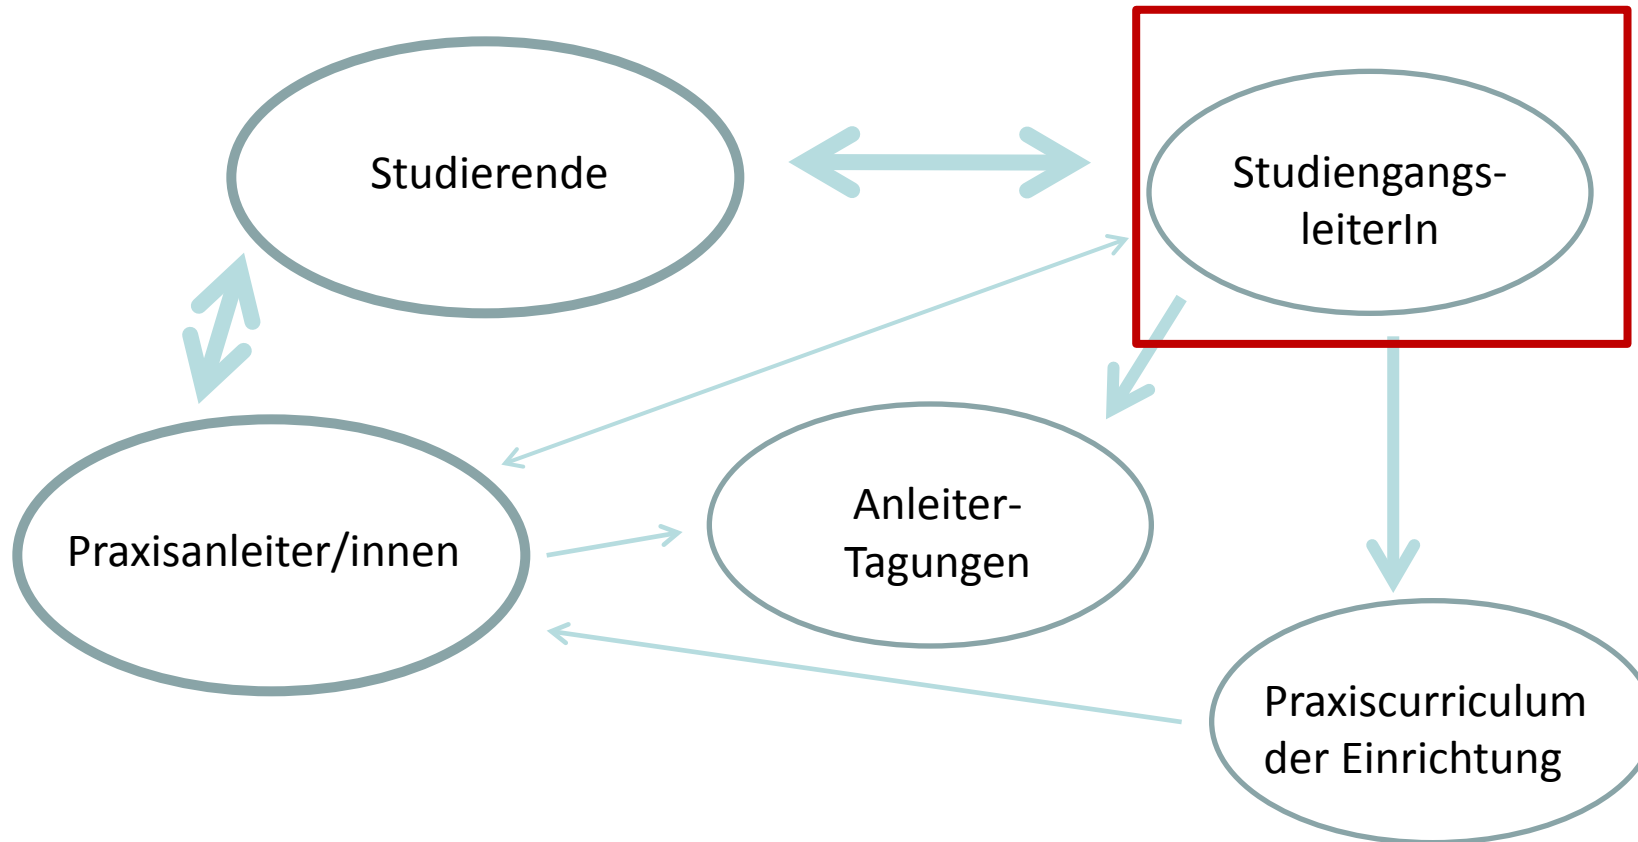 Studierende
Studiengangs-
leiterIn
Anleiter-
Tagungen
Praxisanleiter/innen
Praxiscurriculum
der Einrichtung